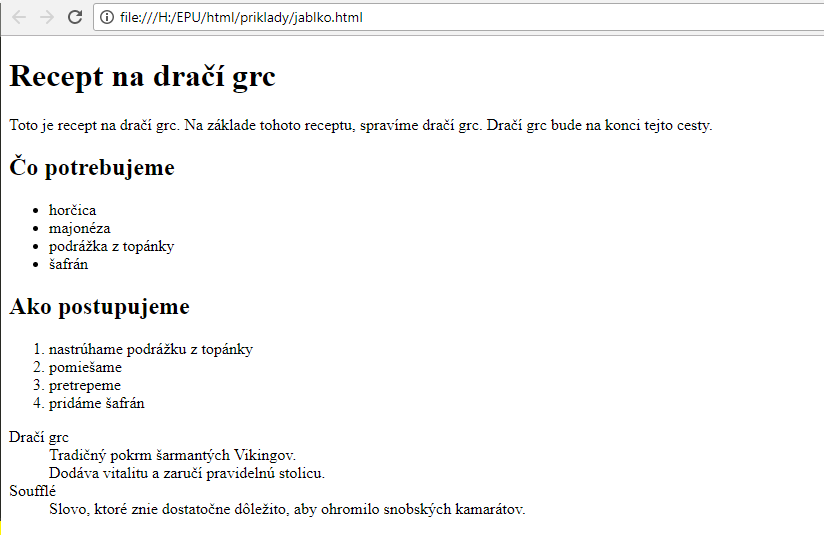 file:///H:/EPU/html/priklady/jablko.html
Recept na dračí grc
Toto je recept na dračí grc. Na základe tohoto receptu, spravíme dračí grc. Dračí grc bude na konci tejto cesty.
Čo potrebujeme
• horčica
• majonéza
• podrážka z topánky
• šafrán
Ako postupujeme
1. nastrúhame podrážku z topánky
2. pomiešame
3. pretrepeme
4. pridáme šafrán
Dračí grc
Tradičný pokrm šarmantých Vikingov.
Dodáva vitalitu a zaručí pravidelnú stolicu.
Soufflé
Slovo, ktoré znie dostatočne dôležito, aby ohromilo snobských kamarátov.